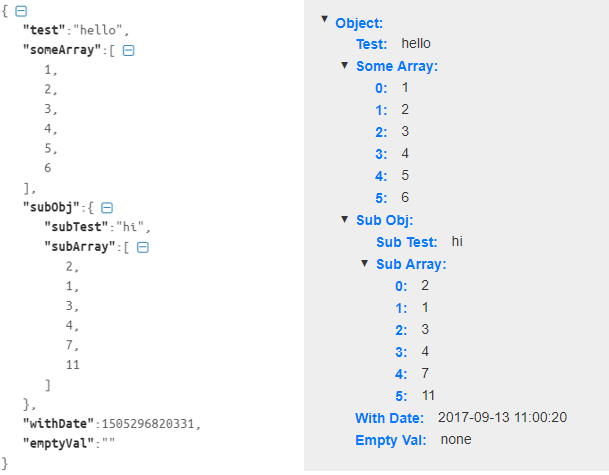 {
"test":"hello",
"someArray":[
1,
2,
3,
4,
5,
6
],
"subObj":{
"subTest":"hi",
"subArray":[
2,
1,
3,
4,
7,
11
]
},
"withDate":1505296820331,
"emptyVal":""
}
Object:
Test: hello
Some Array:
0: 1
1: 2
2: 3
3: 4
4: 5
5: 6
Sub Obj:
Sub Test: hi
Sub Array:
0: 2
1: 1
2: 3
3: 4
4: 7
5: 11
With Date: 2017-09-13 11:00:20
Empty Val: none